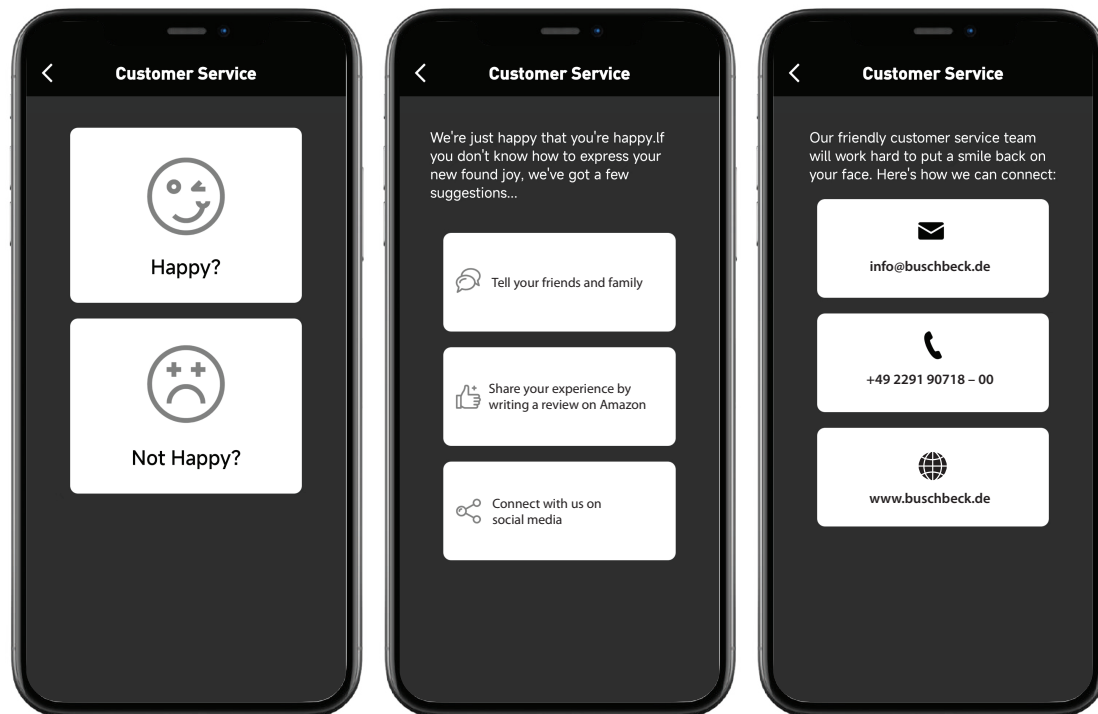 Customer Service
Happy?
Not Happy?
Customer Service
We're just happy that you're happy.If
you don't know how to express your
new found joy, we've got a few
suggestions...
Tell your friends and family
Share your experience by
writing a review on Amazon
Connect with us on
social media
Customer Service
Our friendly customer service team
will work hard to put a smile back on
your face. Here's how we can connect:
info@buschbeck.de
+49 2291 90718 – 00
www.buschbeck.de